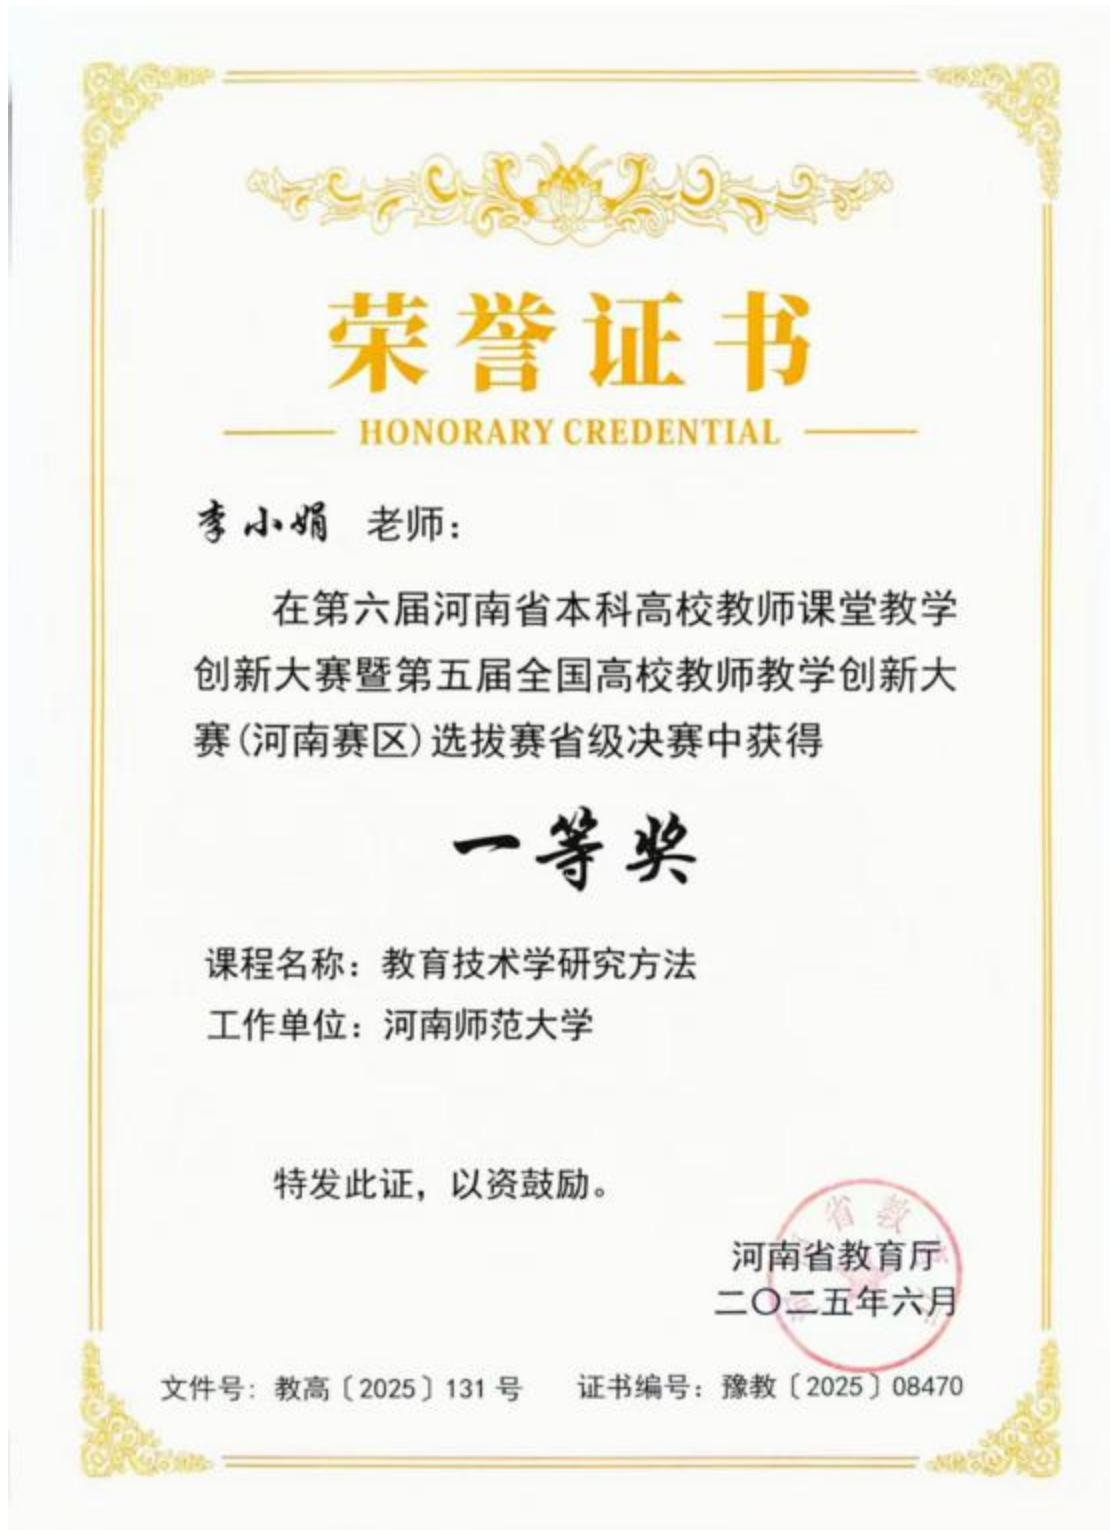 荣誉证书
HONORARY CREDENTIAL
李小娟 老师：
在第六届河南省本科高校教师课堂教学
创新大赛暨第五届全国高校教师教学创新大
赛(河南赛区)选拔赛省级决赛中获得
一等奖
课程名称：教育技术学研究方法
工作单位：河南师范大学
特发此证，以资鼓励。
省教
河南省教育厅
二〇二五年六月
文件号：教高〔2025〕131号 证书编号：豫教〔2025〕08470